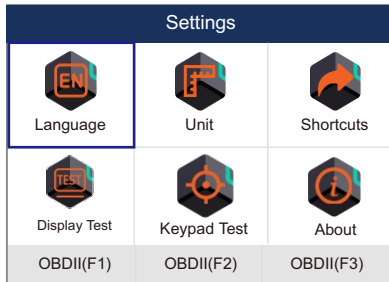 Settings
EN
Language
Unit
Shortcuts
TEST
Display Test
Keypad Test
About
OBDII(F1)
OBDII(F2)
OBDII(F3)